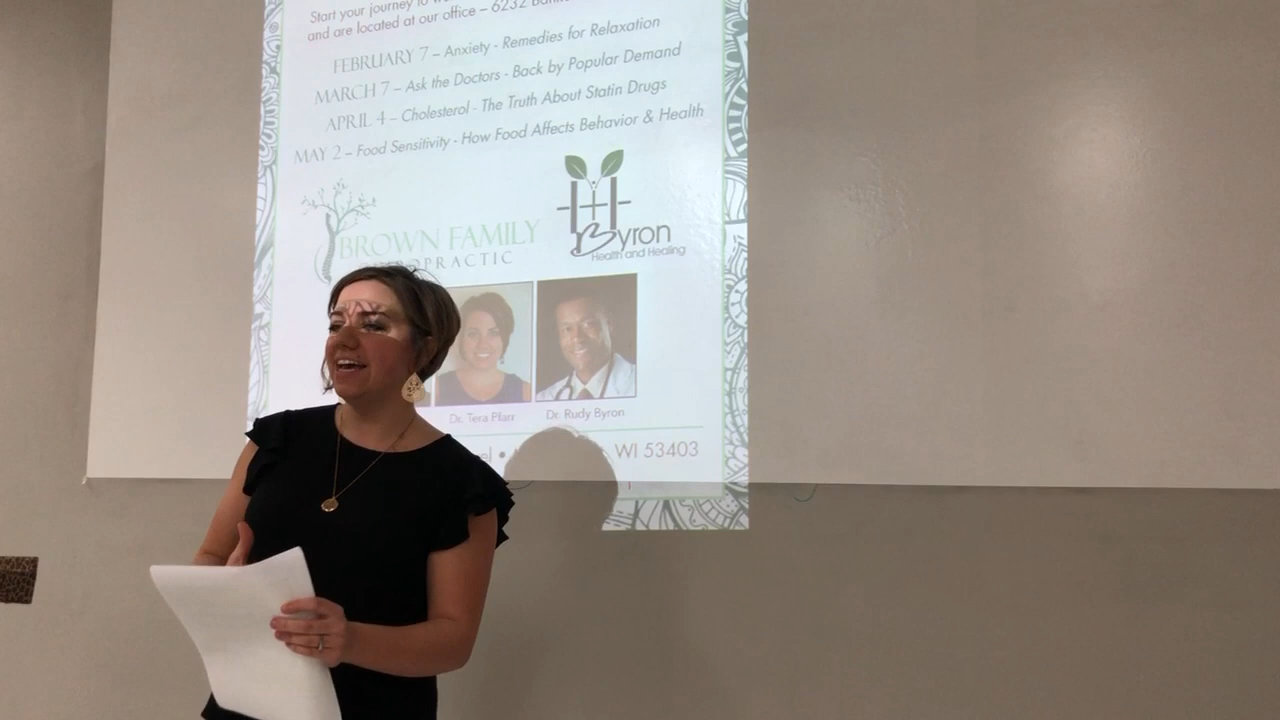 Start your journey to
and are located at our office – 6232
FEBRUARY 7 – Anxiety - Remedies for Relaxation
MARCH 7 – Ask the Doctors - Back by Popular Demand
APRIL 4 – Cholesterol - The Truth About Statin Drugs
MAY 2 – Food Sensitivity - How Food Affects Behavior & Health
BROWN FAMILY
OPRACTIC
H
Byron
Health and Healing
Dr. Tera Pfarr
Dr. Rudy Byron
el •
WI 53403